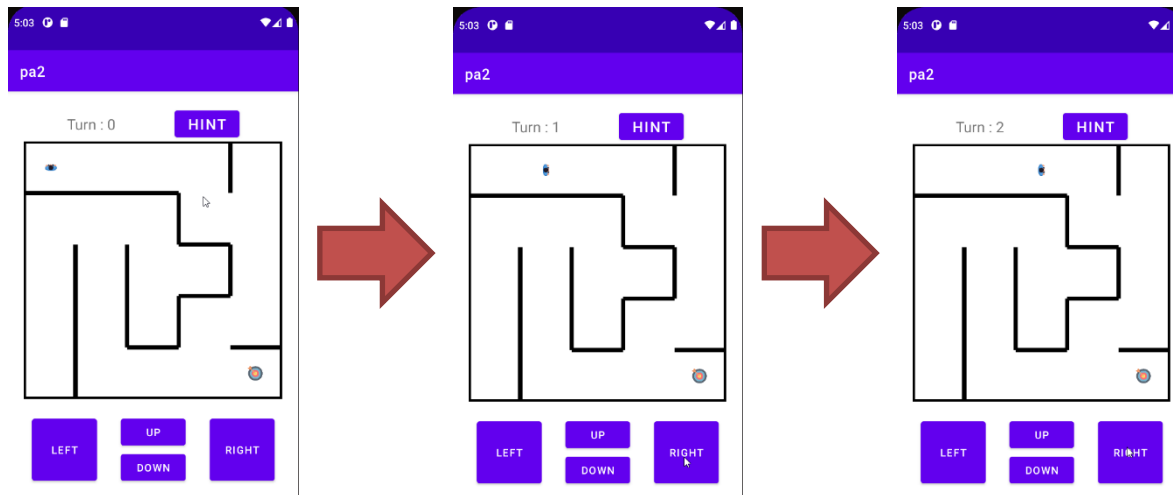 5:03
pa2
Turn : 0
HINT
LEFT
UP
DOWN
RIGHT
5:03
pa2
Turn : 1
HINT
LEFT
UP
DOWN
RIGHT
5:03
pa2
Turn : 2
HINT
LEFT
UP
DOWN
RIGHT